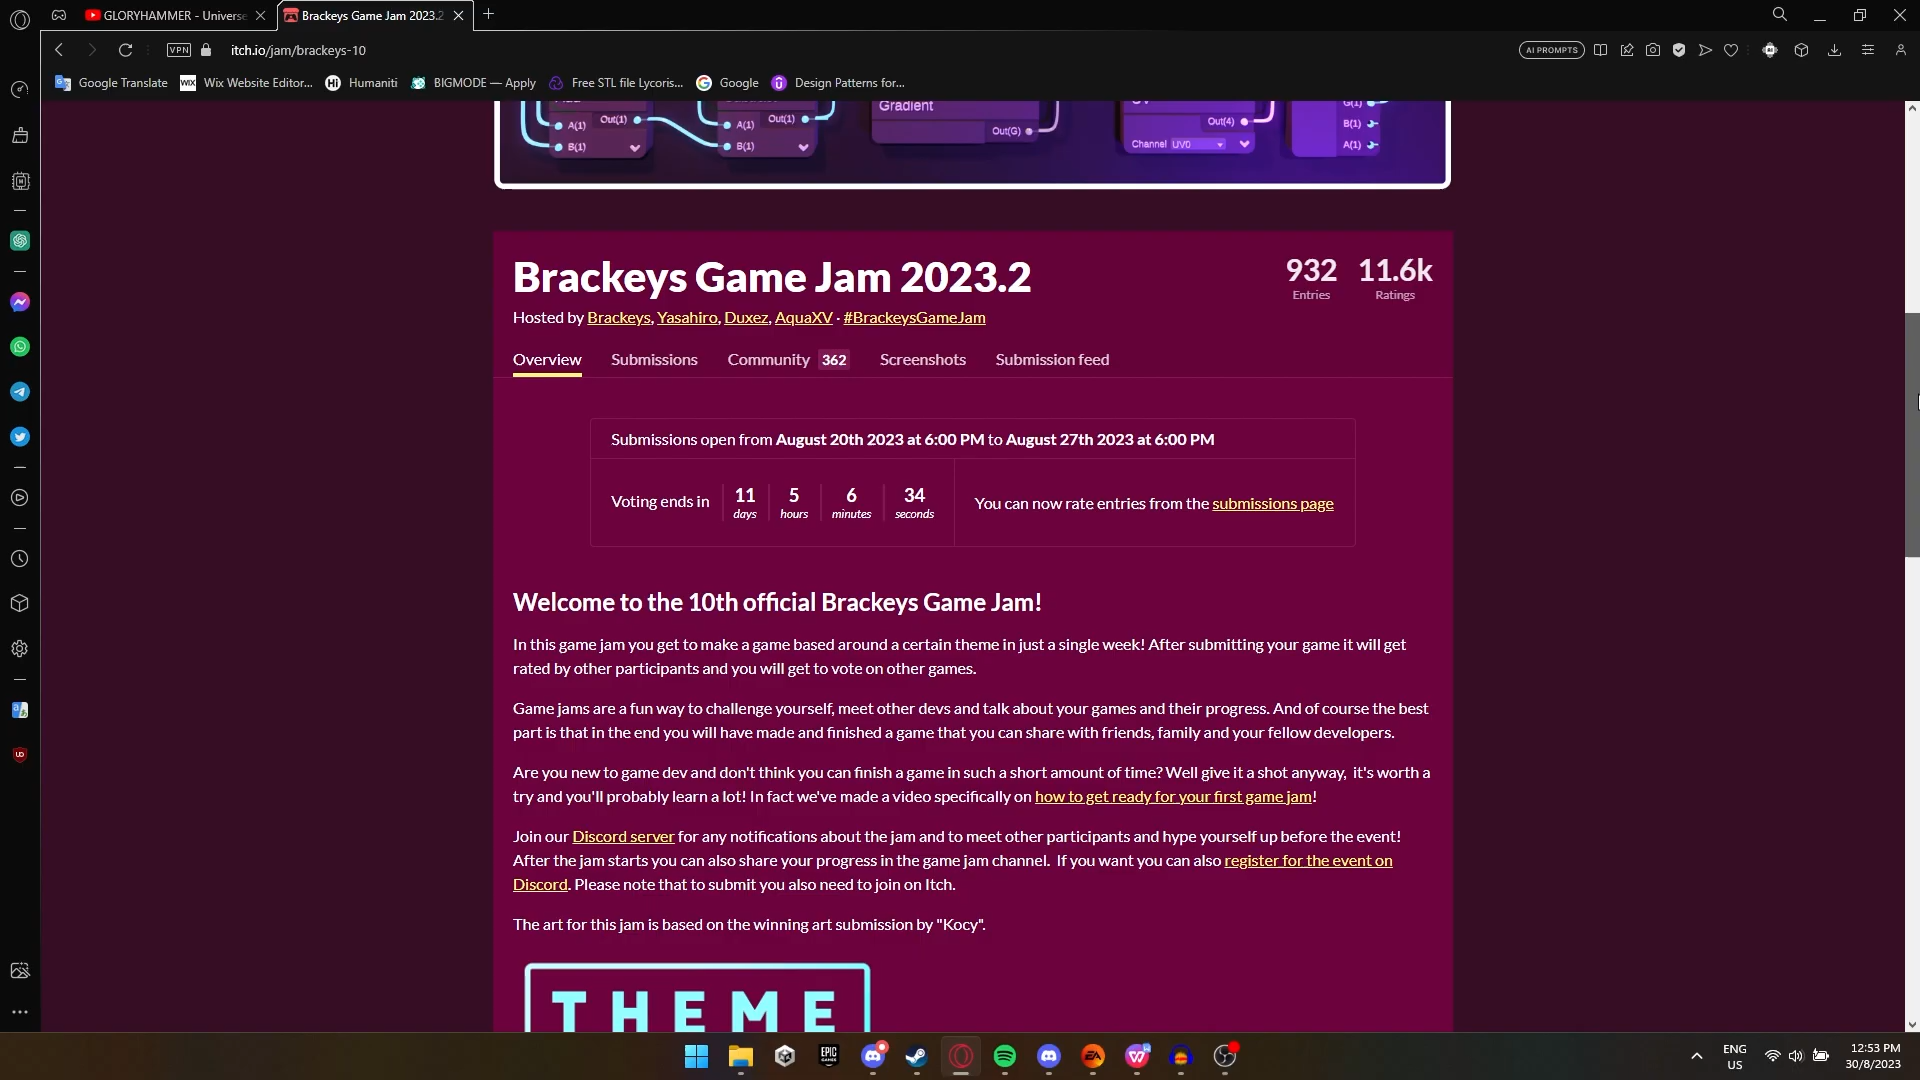 GLORYHAMMER - Universe
Brackeys Game Jam 2023.2
VPN
itch.io/jam/brackeys-10
AI PROMPTS
Google Translate
WIX
Wix Website Editor...
Hi
Humaniti
BIGMODE — Apply
Free STL file Lycoris...
Google
Design Patterns for...
A(1)
Out(1)
B(1)
A(1)
Out(1)
B(1)
Gradient
Out(G)
Out(4)
Channel UV0
G(1)
B(1)
A(1)
Brackeys Game Jam 2023.2
932
Entries
11.6k
Ratings
Hosted by Brackeys, Yasahiro, Duxez, AquaXV · #BrackeysGameJam
Overview
Submissions
Community 362
Screenshots
Submission feed
Submissions open from August 20th 2023 at 6:00 PM to August 27th 2023 at 6:00 PM
Voting ends in
11
days
5
hours
6
minutes
34
seconds
You can now rate entries from the submissions page
Welcome to the 10th official Brackeys Game Jam!
In this game jam you get to make a game based around a certain theme in just a single week! After submitting your game it will get
rated by other participants and you will get to vote on other games.
Game jams are a fun way to challenge yourself, meet other devs and talk about your games and their progress. And of course the best
part is that in the end you will have made and finished a game that you can share with friends, family and your fellow developers.
Are you new to game dev and don't think you can finish a game in such a short amount of time? Well give it a shot anyway, it's worth a
try and you'll probably learn a lot! In fact we've made a video specifically on how to get ready for your first game jam!
Join our Discord server for any notifications about the jam and to meet other participants and hype yourself up before the event!
After the jam starts you can also share your progress in the game jam channel. If you want you can also register for the event on
Discord. Please note that to submit you also need to join on Itch.
The art for this jam is based on the winning art submission by "Kocy".
THEME
EPIC
GAMES
EA
ENG
US
12:53 PM
30/8/2023